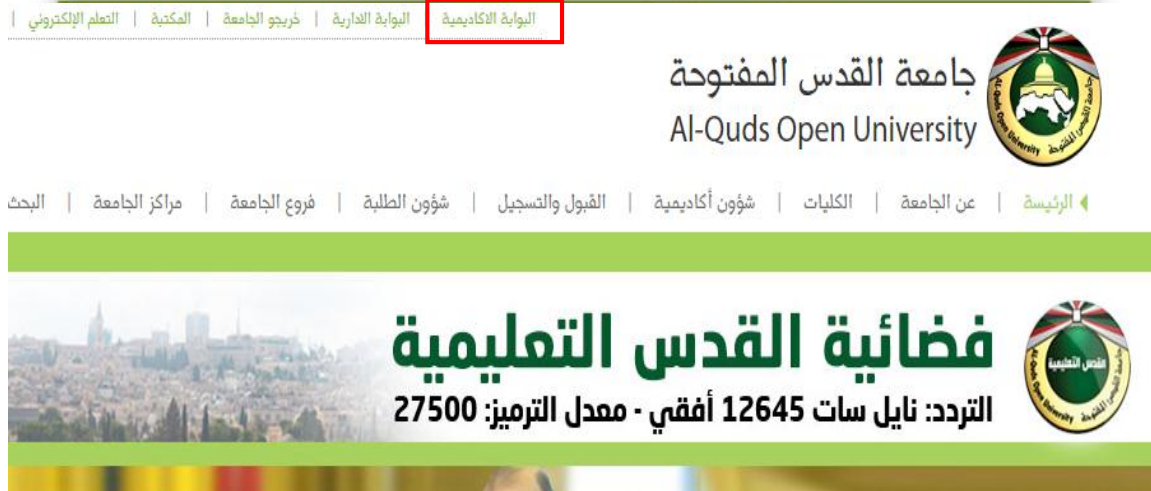 البوابة الاكاديمية | البوابة الادارية | خريجو الجامعة | المكتبة | التعلم الإلكتروني |
جامعة القدس المفتوحة
Al-Quds Open University
الرئيسة | عن الجامعة | الكليات | شؤون أكاديمية | القبول والتسجيل | شؤون الطلبة | فروع الجامعة | مراكز الجامعة | البحث
فضائية القدس التعليمية
التردد: نايل سات 12645 أفقي - معدل الترميز: 27500
القدس التعليمية